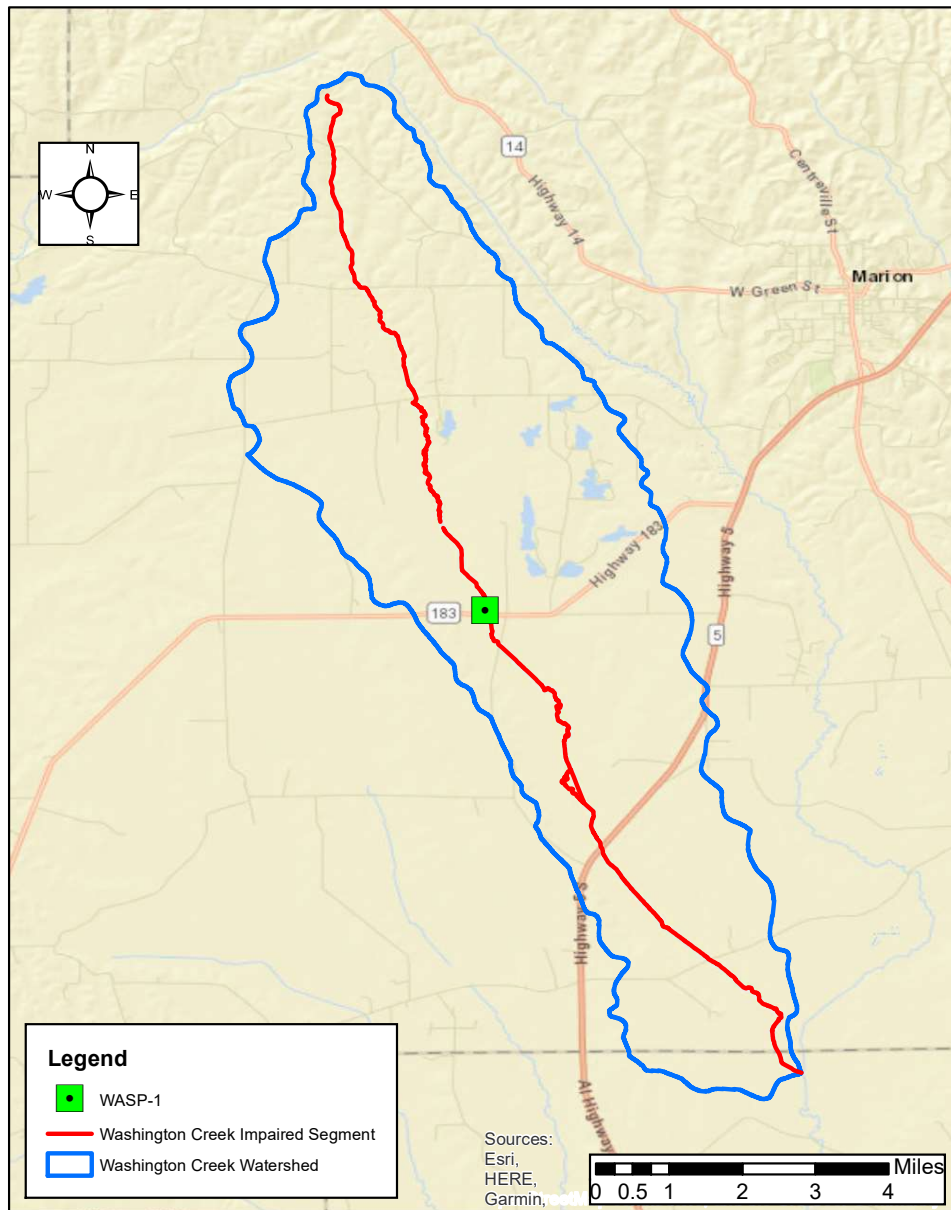 N
W E
S
14
Highway 14
Centreville St
Marion
W Green St
Highway 183
S Highway
183
5
Highway
Al Highway
Legend
WASP-1
Washington Creek Impaired Segment
Washington Creek Watershed
Sources:
Esri,
HERE,
Garmin,
Miles
0 0.5 1 2 3 4